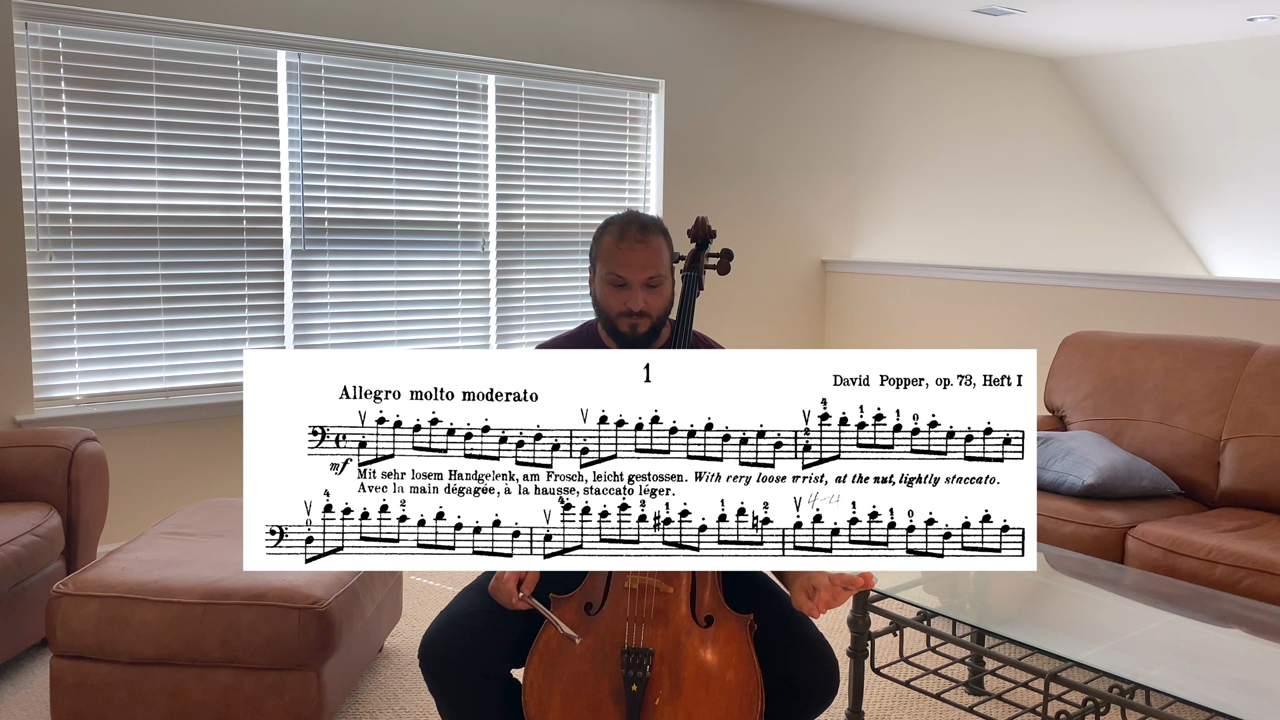 1
Allegro molto moderato
David Popper, op. 73, Heft I
mf
Mit sehr losem Handgelenk, am Frosch, leicht gestossen. With very loose wrist, at the nut, lightly staccato.
Avec la main dégagée, à la hausse, staccato léger.